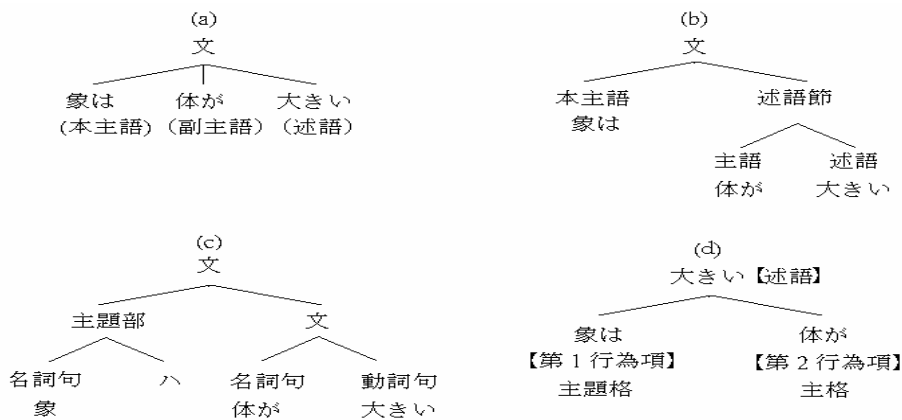 (a)
文
象は 体が 大きい
(本主語) (副主語) (述語)
(b)
文
本主語 述語節
象は
主語 述語
体が 大きい
(c)
文
主題部 文
名詞句 ハ 名詞句 動詞句
象 体が 大きい
(d)
大きい【述語】
象は 体が
【第1行為項】 【第2行為項】
主題格 主格